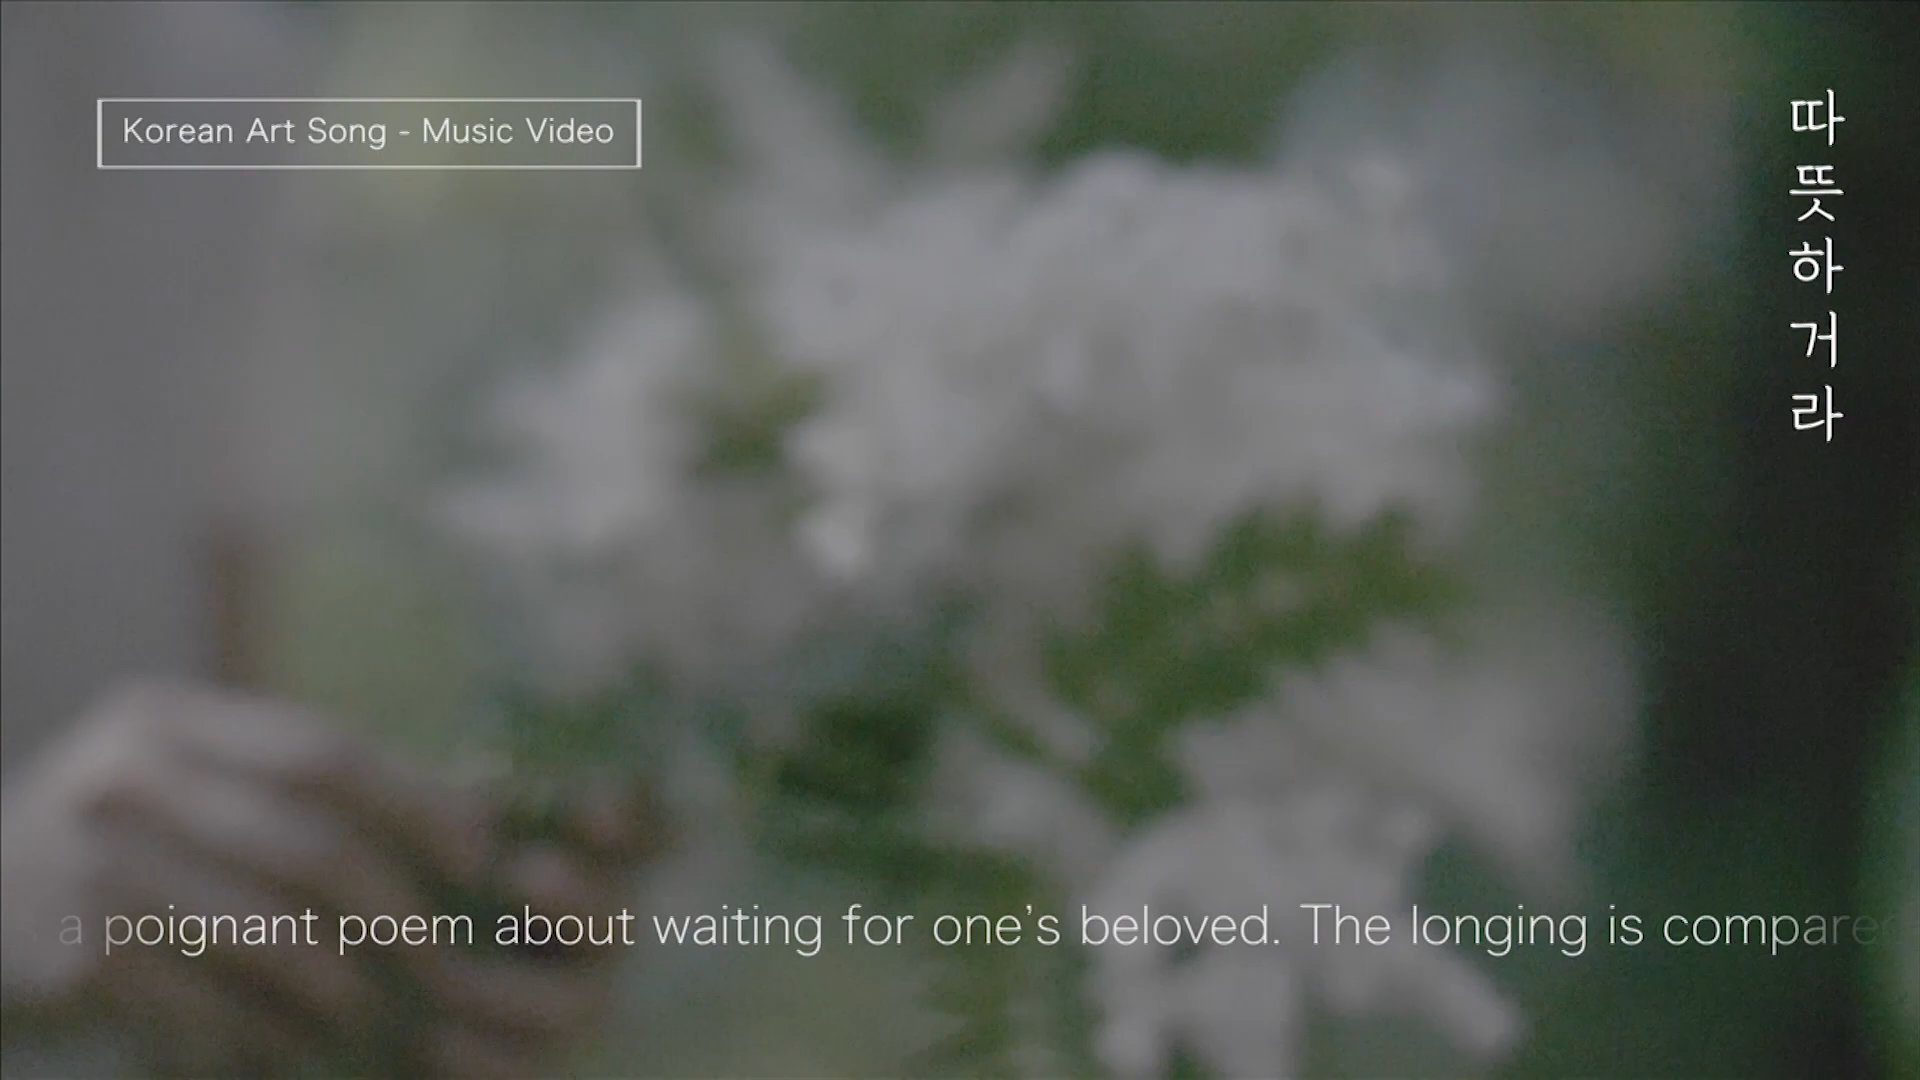 Korean Art Song - Music Video
따뜻하거라
a poignant poem about waiting for one's beloved. The longing is compare